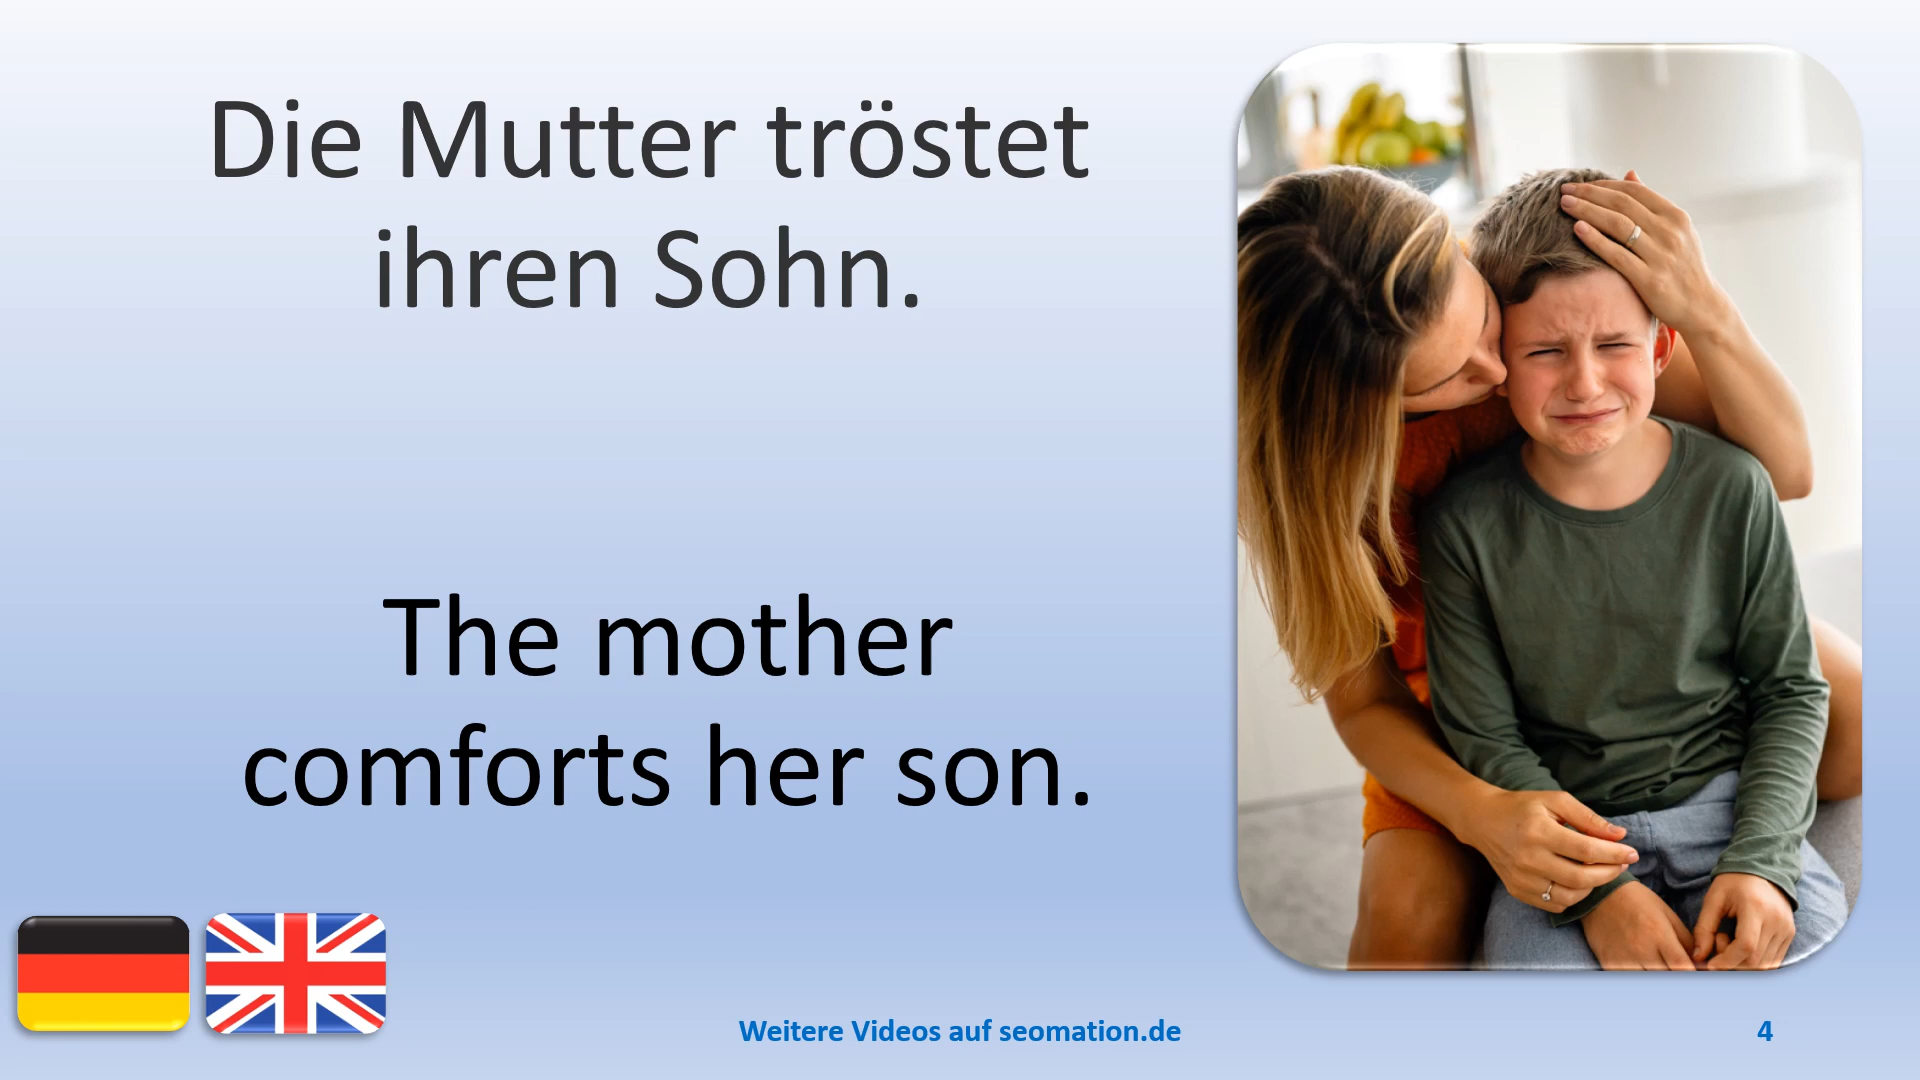 Die Mutter tröstet
ihren Sohn.
The mother
comforts her son.
Weitere Videos auf seomation.de
4